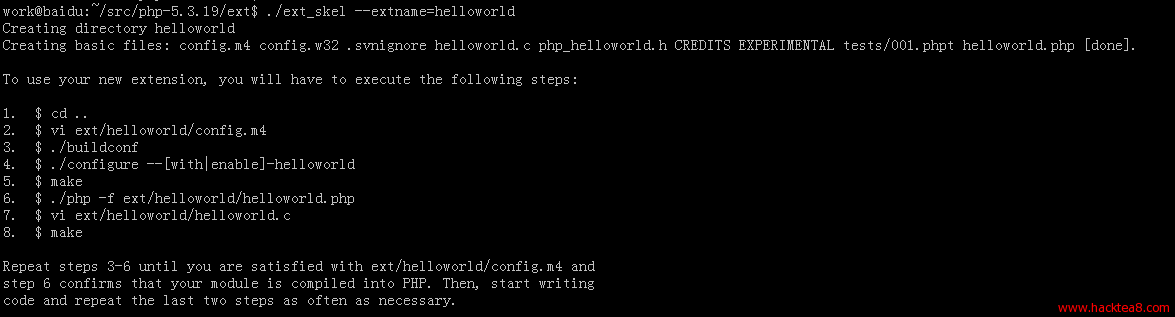 work@baidu:~/src/php-5.3.19/ext$ ./ext_skel --extname=helloworld
Creating directory helloworld
Creating basic files: config.m4 config.w32 .svnignore helloworld.c php_helloworld.h CREDITS EXPERIMENTAL tests/001.phpt helloworld.php [done].
To use your new extension, you will have to execute the following steps:
1.  $ cd ..
2.  $ vi ext/helloworld/config.m4
3.  $ ./buildconf
4.  $ ./configure --[with|enable]-helloworld
5.  $ make
6.  $ ./php -f ext/helloworld/helloworld.php
7.  $ vi ext/helloworld/helloworld.c
8.  $ make
Repeat steps 3-6 until you are satisfied with ext/helloworld/config.m4 and
step 6 confirms that your module is compiled into PHP. Then, start writing
code and repeat the last two steps as often as necessary.
www.hacktea8.com